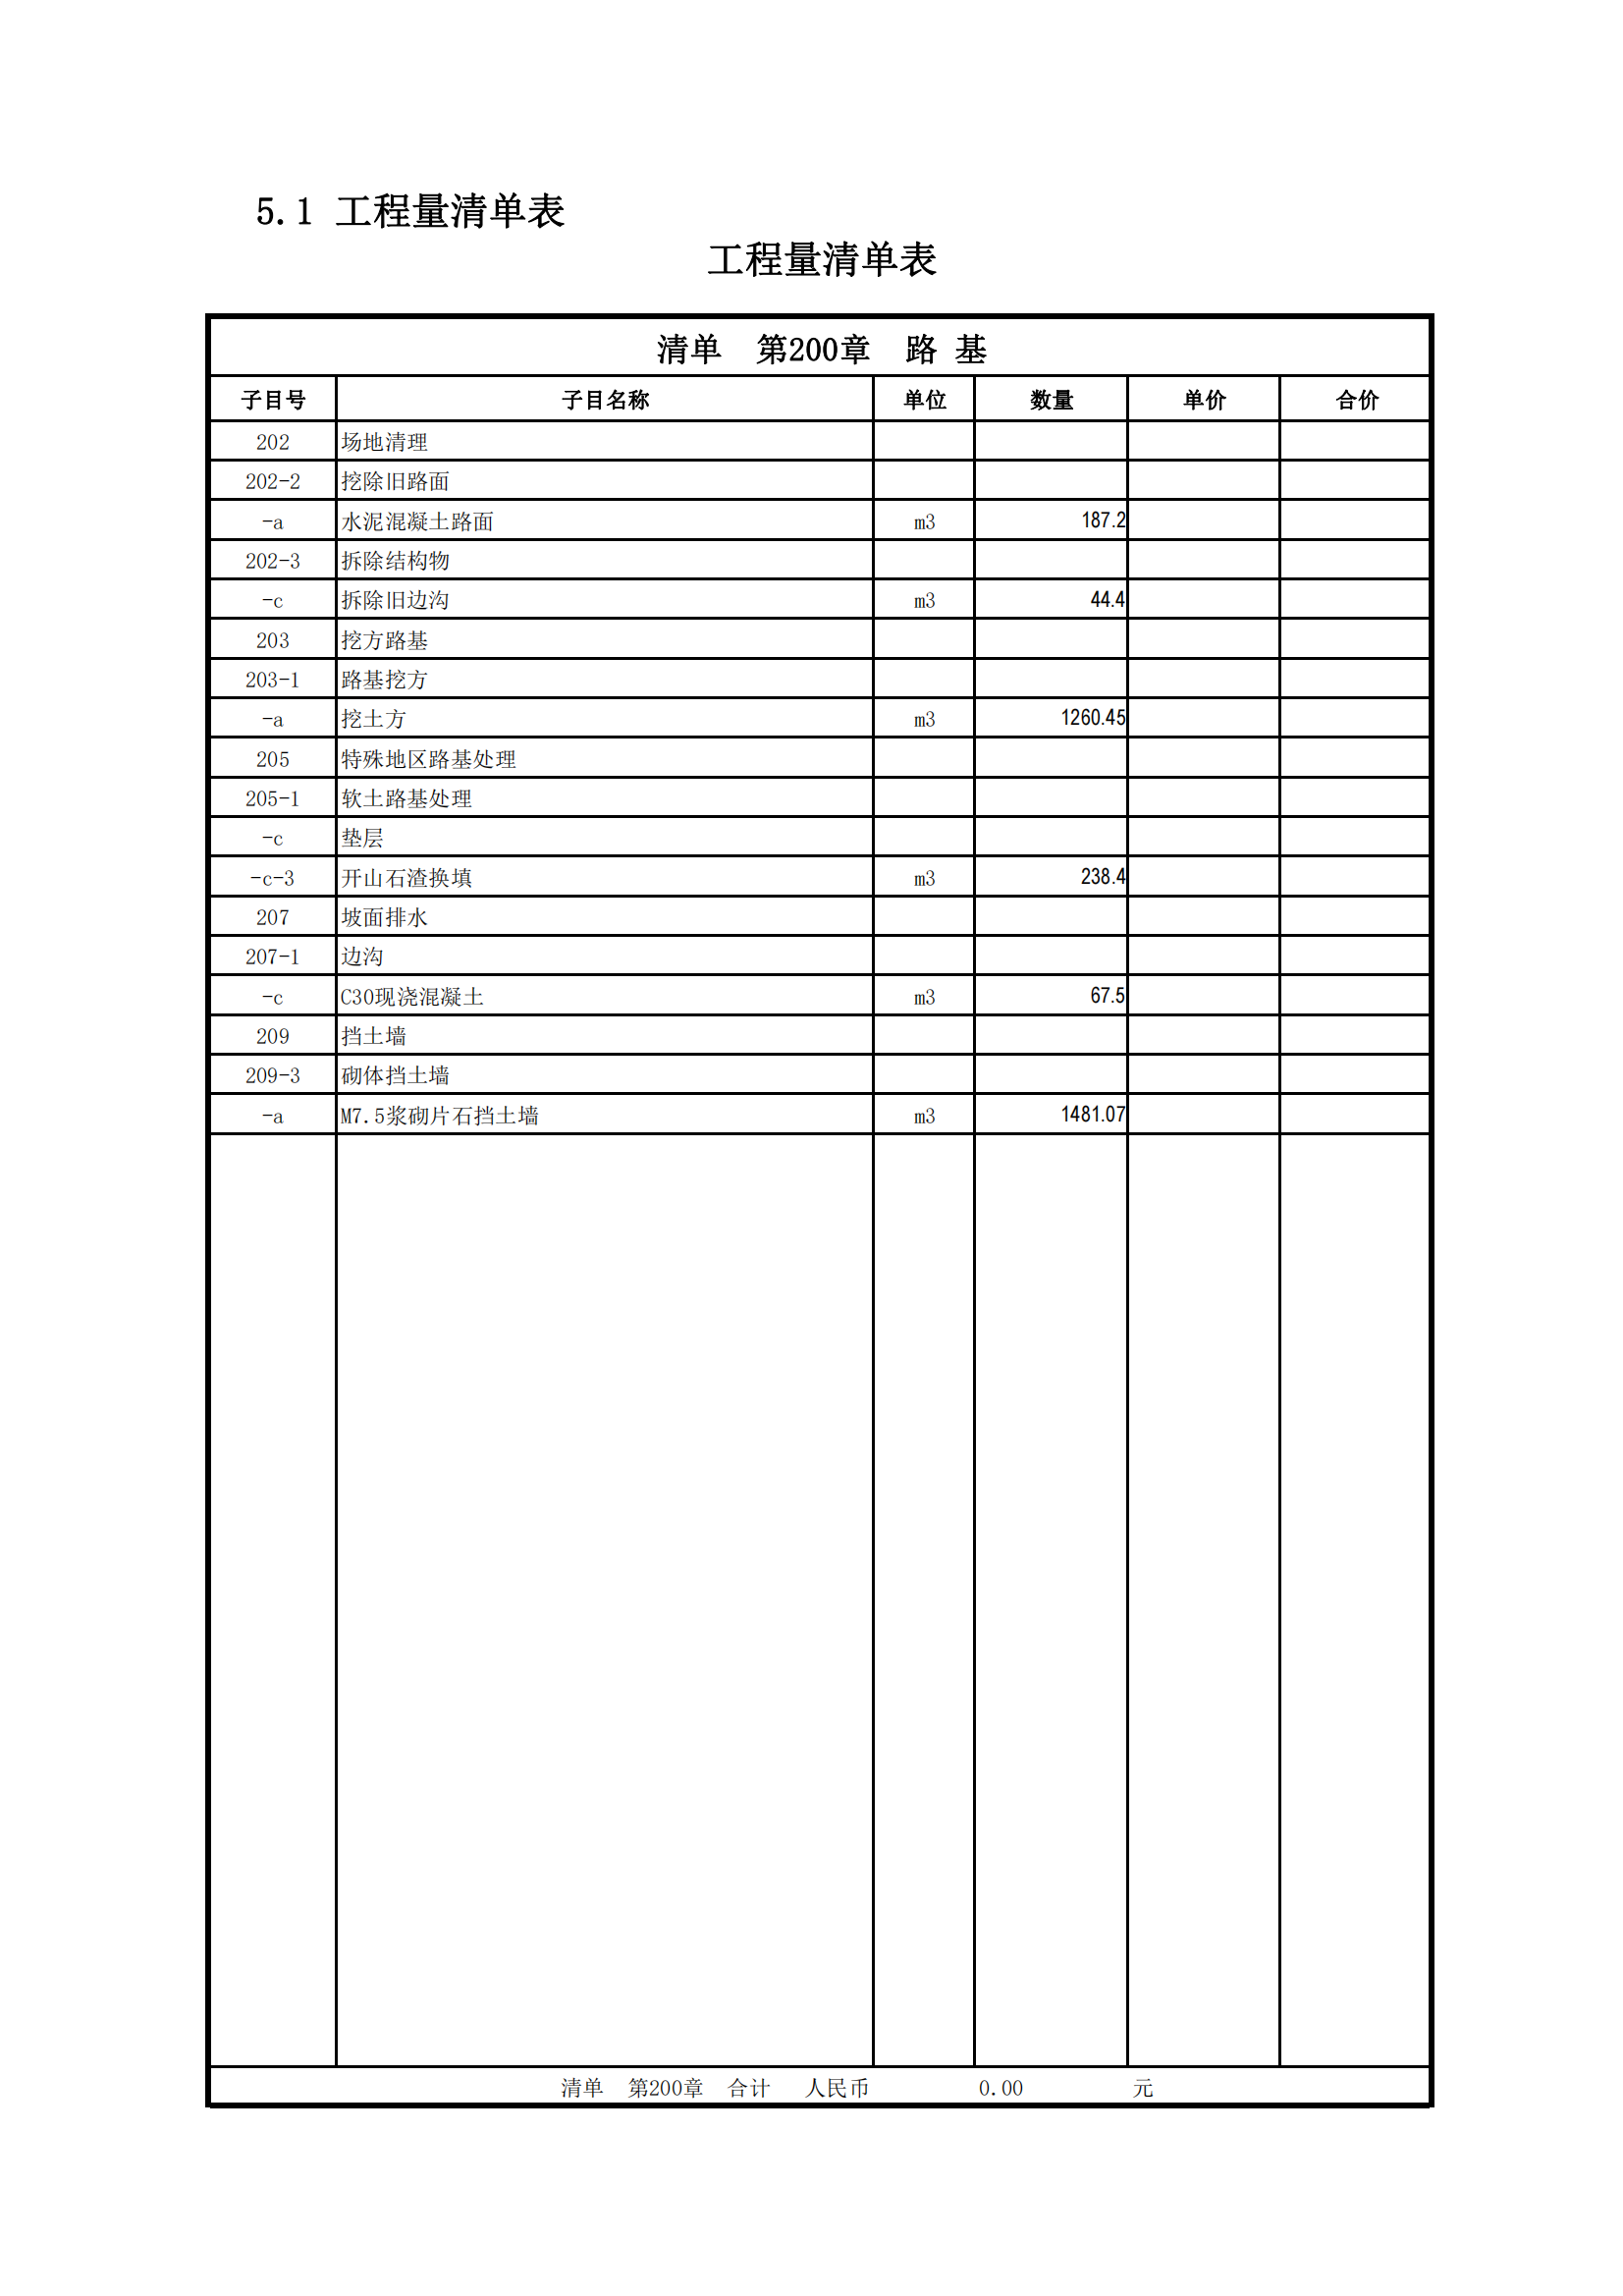 5.1 工程量清单表
工程量清单表
清单 第200章 路 基
子目号 子目名称 单位 数量 单价 合价
202 场地清理
202-2 挖除旧路面
-a 水泥混凝土路面 m3 187.2
202-3 拆除结构物
-c 拆除旧边沟 m3 44.4
203 挖方路基
203-1 路基挖方
-a 挖土方 m3 1260.45
205 特殊地区路基处理
205-1 软土路基处理
-c 垫层
-c-3 开山石渣换填 m3 238.4
207 坡面排水
207-1 边沟
-c C30现浇混凝土 m3 67.5
209 挡土墙
209-3 砌体挡土墙
-a M7.5浆砌片石挡土墙 m3 1481.07
清单 第200章 合计 人民币 0.00 元